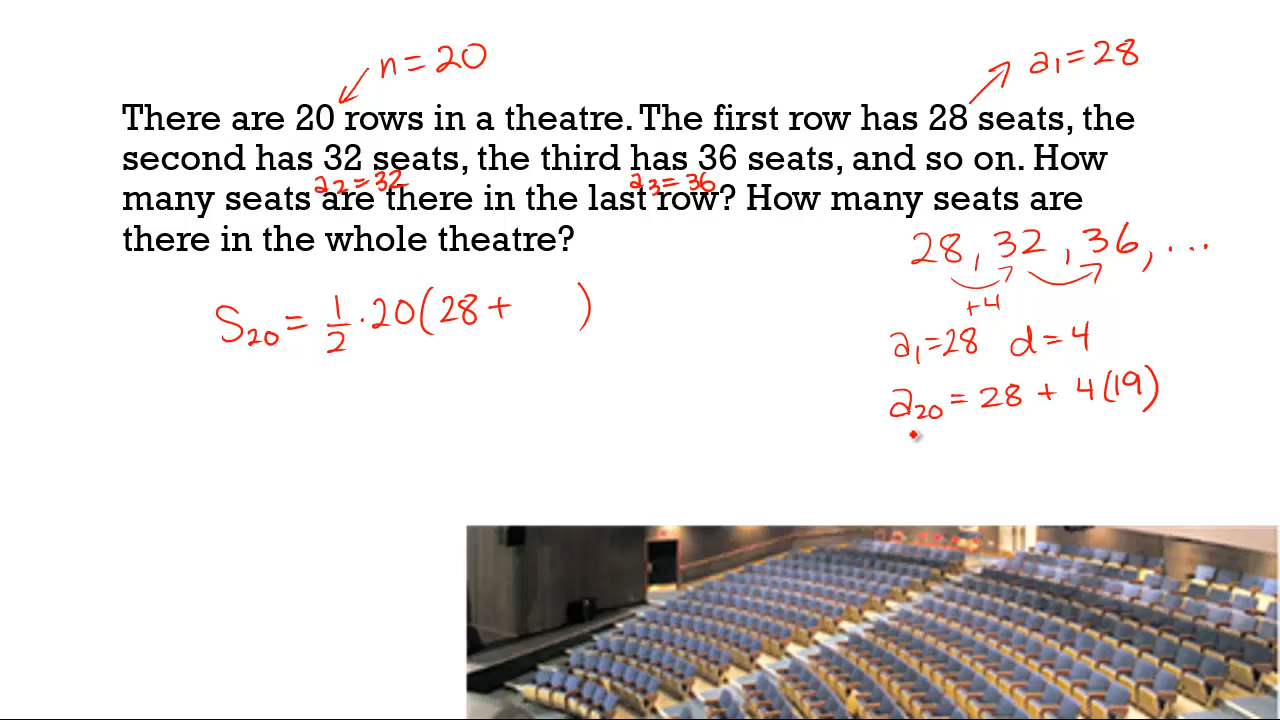 n = 20
a₁ = 28
There are 20 rows in a theatre. The first row has 28 seats, the
second has 32 seats, the third has 36 seats, and so on. How
a₂ = 32 a₃ = 36
many seats are there in the last row? How many seats are
there in the whole theatre?
28, 32, 36, ...
+4
S₂₀ = 1/2 · 20(28 + )
a₁ = 28 d = 4
a₂₀ = 28 + 4(19)